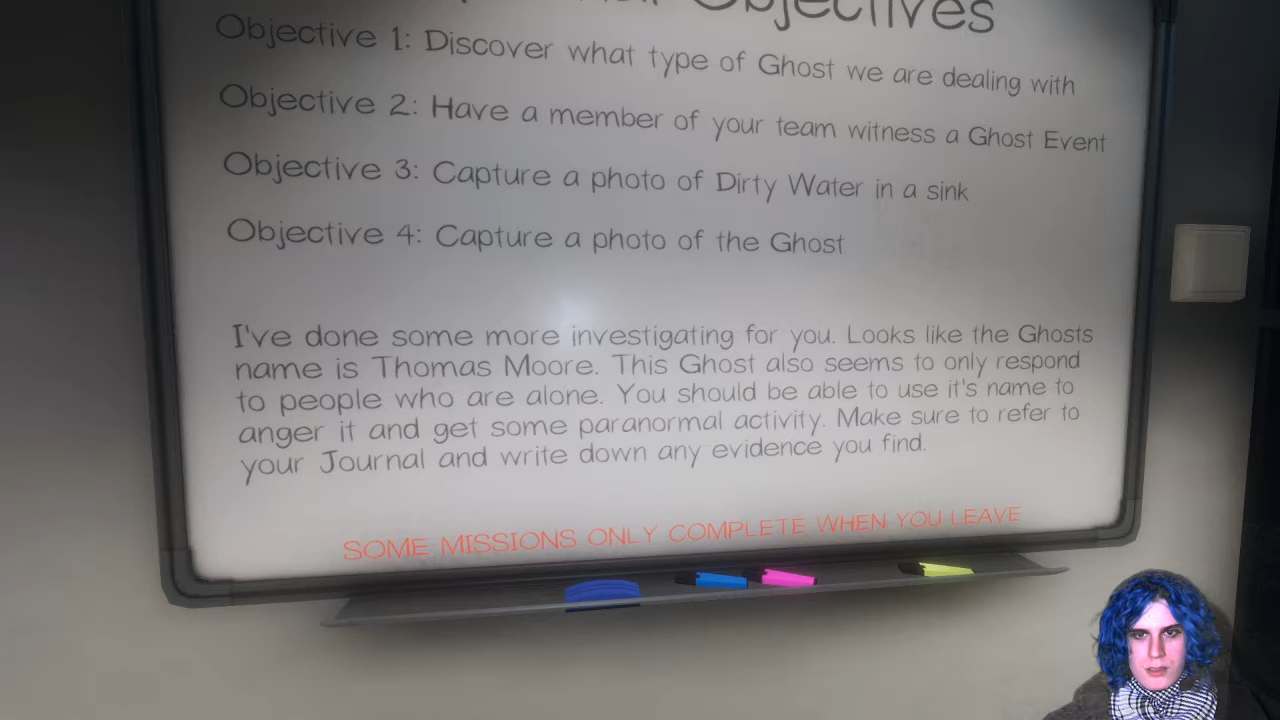 Objectives
Objective 1: Discover what type of Ghost we are dealing with
Objective 2: Have a member of your team witness a Ghost Event
Objective 3: Capture a photo of Dirty Water in a sink
Objective 4: Capture a photo of the Ghost
I've done some more investigating for you. Looks like the Ghosts
name is Thomas Moore. This Ghost also seems to only respond
to people who are alone. You should be able to use it's name to
anger it and get some paranormal activity. Make sure to refer to
your Journal and write down any evidence you find.
SOME MISSIONS ONLY COMPLETE WHEN YOU LEAVE